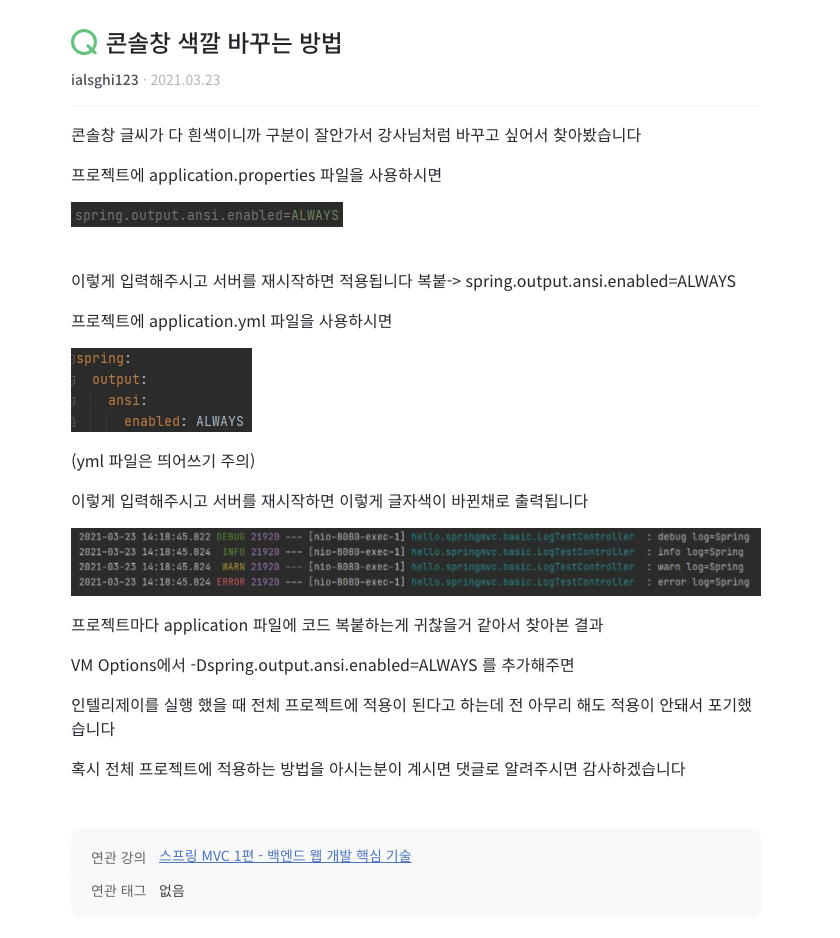 콘솔창 색깔 바꾸는 방법
ialsghi123 · 2021.03.23
콘솔창 글씨가 다 흰색이니까 구분이 잘안가서 강사님처럼 바꾸고 싶어서 찾아봤습니다
프로젝트에 application.properties 파일을 사용하시면
spring.output.ansi.enabled=ALWAYS
이렇게 입력해주시고 서버를 재시작하면 적용됩니다 복붙-> spring.output.ansi.enabled=ALWAYS
프로젝트에 application.yml 파일을 사용하시면
spring:
output:
ansi:
enabled: ALWAYS
(yml 파일은 띄어쓰기 주의)
이렇게 입력해주시고 서버를 재시작하면 이렇게 글자색이 바뀐채로 출력됩니다
2021-03-23 14:18:45.822 DEBUG 21920 --- [nio-8080-exec-1] hello.springmvc.basic.LogTestController : debug log=Spring
2021-03-23 14:18:45.824 INFO 21920 --- [nio-8080-exec-1] hello.springmvc.basic.LogTestController : info log=Spring
2021-03-23 14:18:45.824 WARN 21920 --- [nio-8080-exec-1] hello.springmvc.basic.LogTestController : warn log=Spring
2021-03-23 14:18:45.824 ERROR 21920 --- [nio-8080-exec-1] hello.springmvc.basic.LogTestController : error log=Spring
프로젝트마다 application 파일에 코드 복붙하는게 귀찮을거 같아서 찾아본 결과
VM Options에서 -Dspring.output.ansi.enabled=ALWAYS 를 추가해주면
인텔리제이를 실행 했을 때 전체 프로젝트에 적용이 된다고 하는데 전 아무리 해도 적용이 안돼서 포기했
습니다
혹시 전체 프로젝트에 적용하는 방법을 아시는분이 계시면 댓글로 알려주시면 감사하겠습니다
연관 강의 스프링 MVC 1편 - 백엔드 웹 개발 핵심 기술
연관 태그 없음